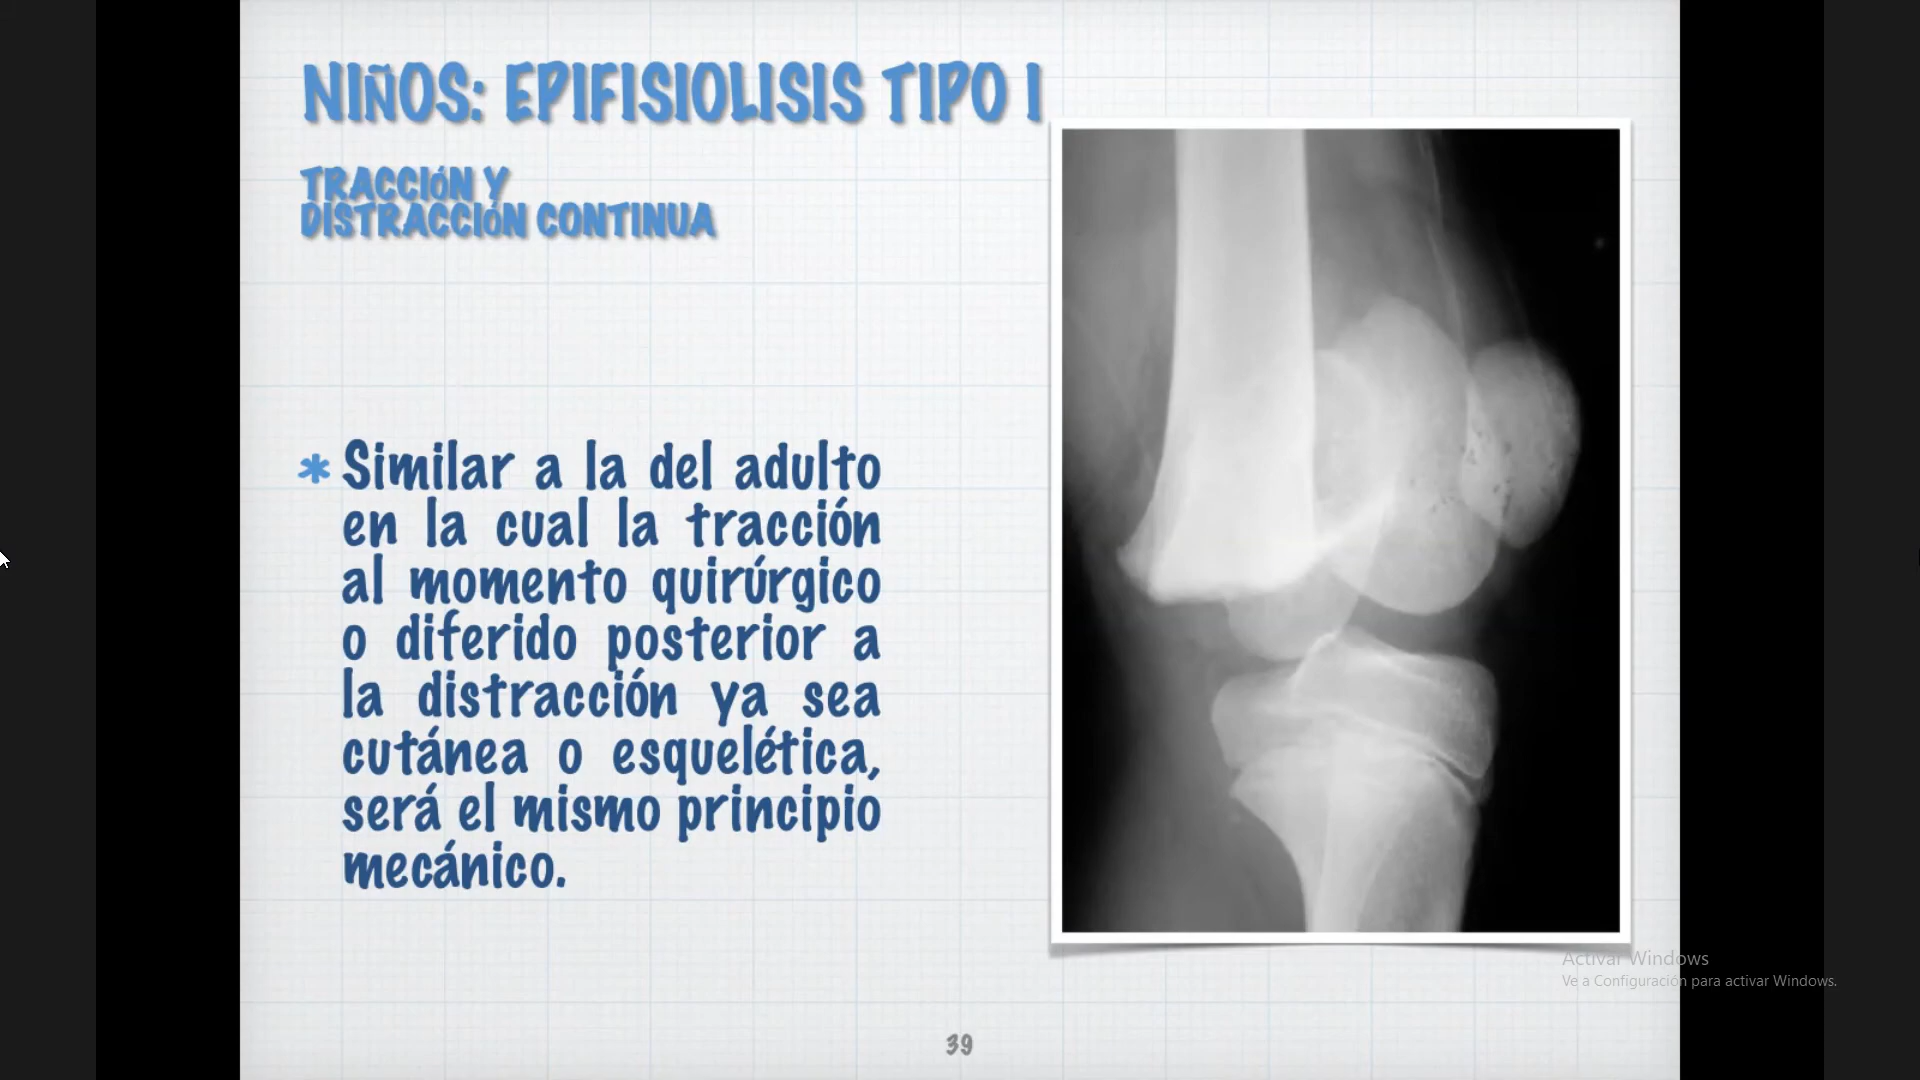 NIÑOS: EPIFISIOLISIS TIPO I
TRACCIÓN Y
DISTRACCIÓN CONTINUA
* Similar a la del adulto
en la cual la tracción
al momento quirúrgico
o diferido posterior a
la distracción ya sea
cutánea o esquelética,
será el mismo principio
mecánico.
Activar Windows
Ve a Configuración para activar Windows.
39